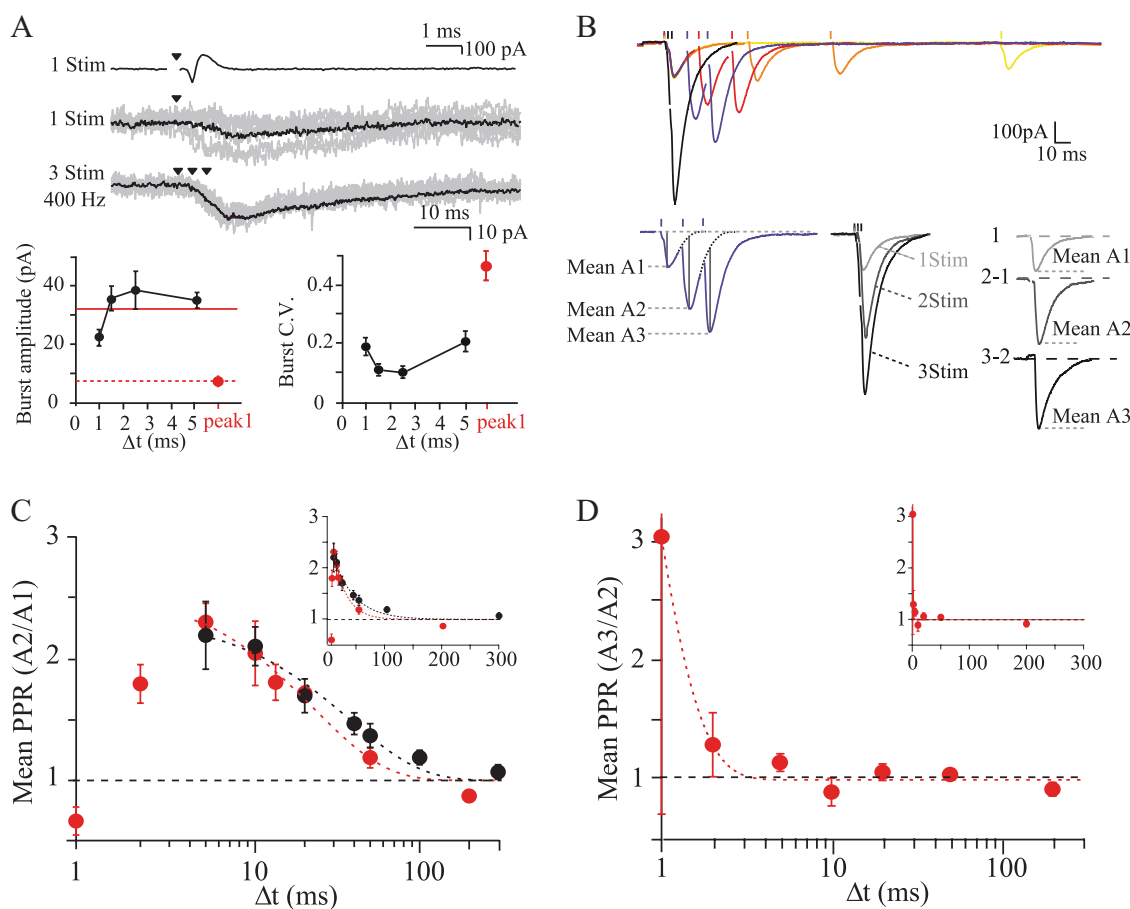 A
1 ms
100 pA
1 Stim
1 Stim
3 Stim
400 Hz
10 ms
10 pA
Burst amplitude (pA)
40
20
0
0 1 2 3 4 5
peak1
Δt (ms)
Burst C.V.
0.4
0.2
0
0 1 2 3 4 5
peak1
Δt (ms)
B
100pA
10 ms
Mean A1
Mean A2
Mean A3
1Stim
2Stim
3Stim
1
Mean A1
2-1
Mean A2
3-2
Mean A3
C
Mean PPR (A2/A1)
3
2
1
1 10 100
Δt (ms)
3
2
1
0 100 200 300
D
Mean PPR (A3/A2)
3
2
1
1 10 100
Δt (ms)
3
2
1
0 100 200 300